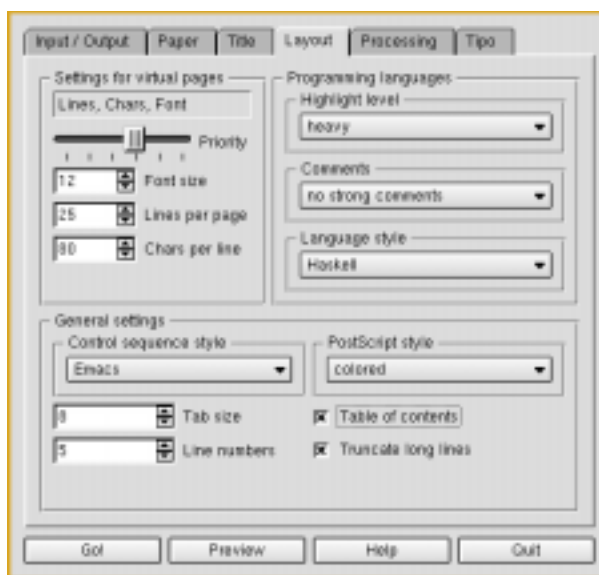 Input / Output Paper Title Layout Processing Tipo
Settings for virtual pages
Lines, Chars, Font
Priority
12 Font size
25 Lines per page
80 Chars per line
Programming languages
Highlight level
heavy
Comments
no strong comments
Language style
Haskell
General settings
Control sequence style
Emacs
PostScript style
colored
8 Tab size
5 Line numbers
Table of contents
Truncate long lines
Go! Preview Help Quit